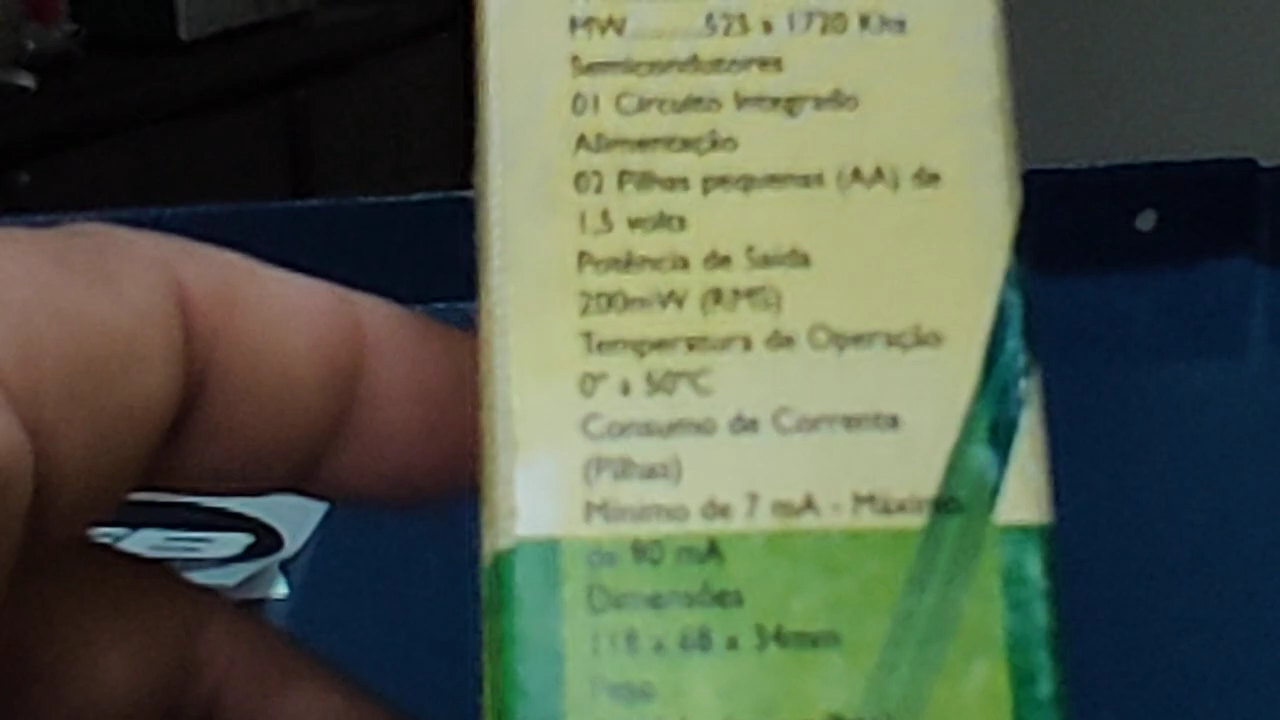 MW.........525 a 1720 Khz
Semicondutores
01 Circuito Integrado
Alimentação
02 Pilhas pequenas (AA) de
1,5 volts
Potência de Saída
200mW (RMS)
Temperatura de Operação
0° a 50°C
Consumo de Corrente
(Pilhas)
Mínimo de 7 mA - Máximo
de 90 mA
Dimensões
118 x 68 x 34mm
Peso